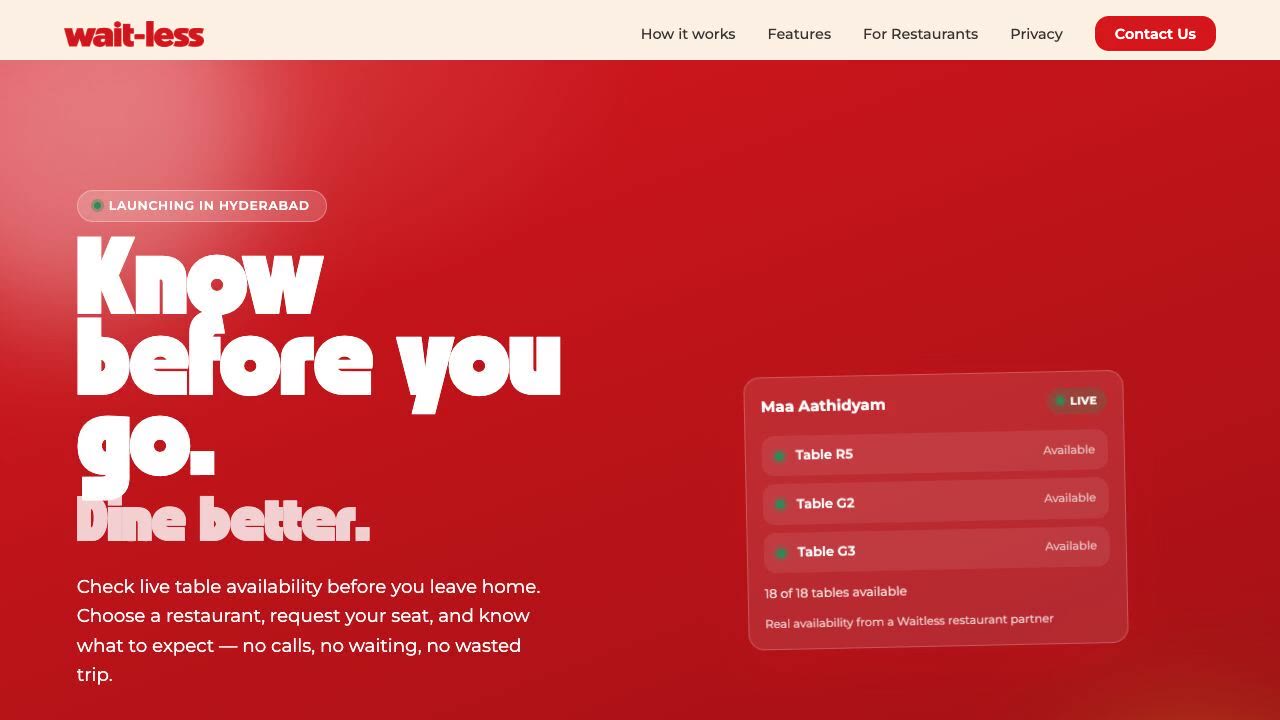 wait-less
How it works
Features
For Restaurants
Privacy
Contact Us
LAUNCHING IN HYDERABAD
Know
before you
go.
Dine better.
Check live table availability before you leave home.
Choose a restaurant, request your seat, and know
what to expect — no calls, no waiting, no wasted
trip.
Maa Aathidyam
LIVE
Table R5 Available
Table G2 Available
Table G3 Available
18 of 18 tables available
Real availability from a Waitless restaurant partner